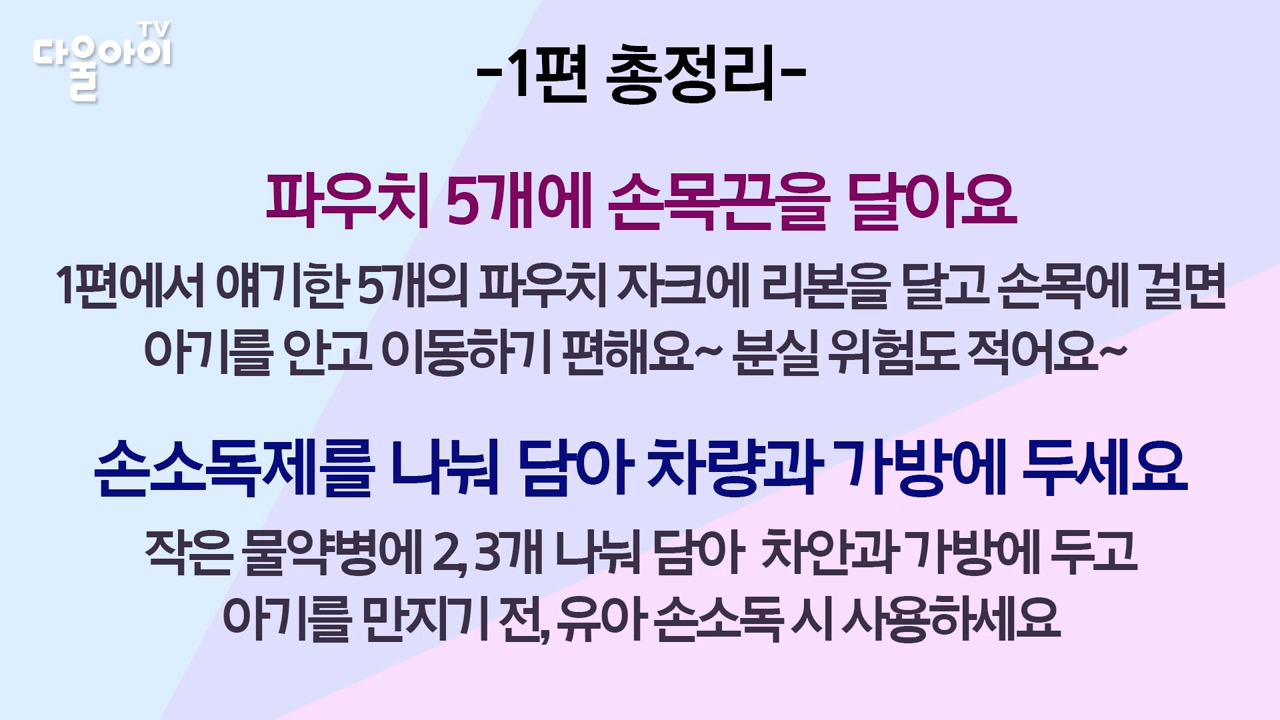 다울아이 TV
-1편 총정리-
파우치 5개에 손목끈을 달아요
1편에서 얘기한 5개의 파우치 자크에 리본을 달고 손목에 걸면
아기를 안고 이동하기 편해요~ 분실 위험도 적어요~
손소독제를 나눠 담아 차량과 가방에 두세요
작은 물약병에 2, 3개 나눠 담아 차안과 가방에 두고
아기를 만지기 전, 유아 손소독 시 사용하세요